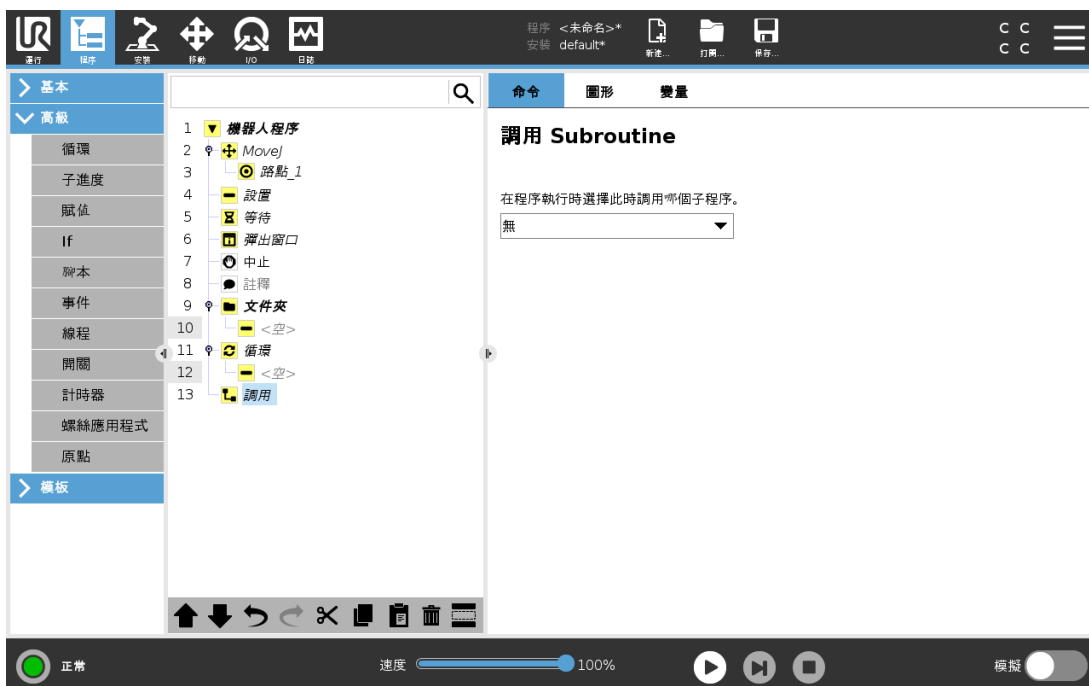 程序 <未命名>*
安裝 default*
C C
C C
運行
程序
安裝
移動
I/O
日誌
新建...
打開...
保存...
基本
高級
循環
子進度
賦值
If
腳本
事件
線程
開關
計時器
螺絲應用程式
原點
模板
1 機器人程序
2 MoveJ
3 路點_1
4 設置
5 等待
6 彈出窗口
7 中止
8 註釋
9 文件夾
10 <空>
11 循環
12 <空>
13 調用
命令 圖形 變量
調用 Subroutine
在程序執行時選擇此時調用哪個子程序。
無
正常
速度 100%
模擬